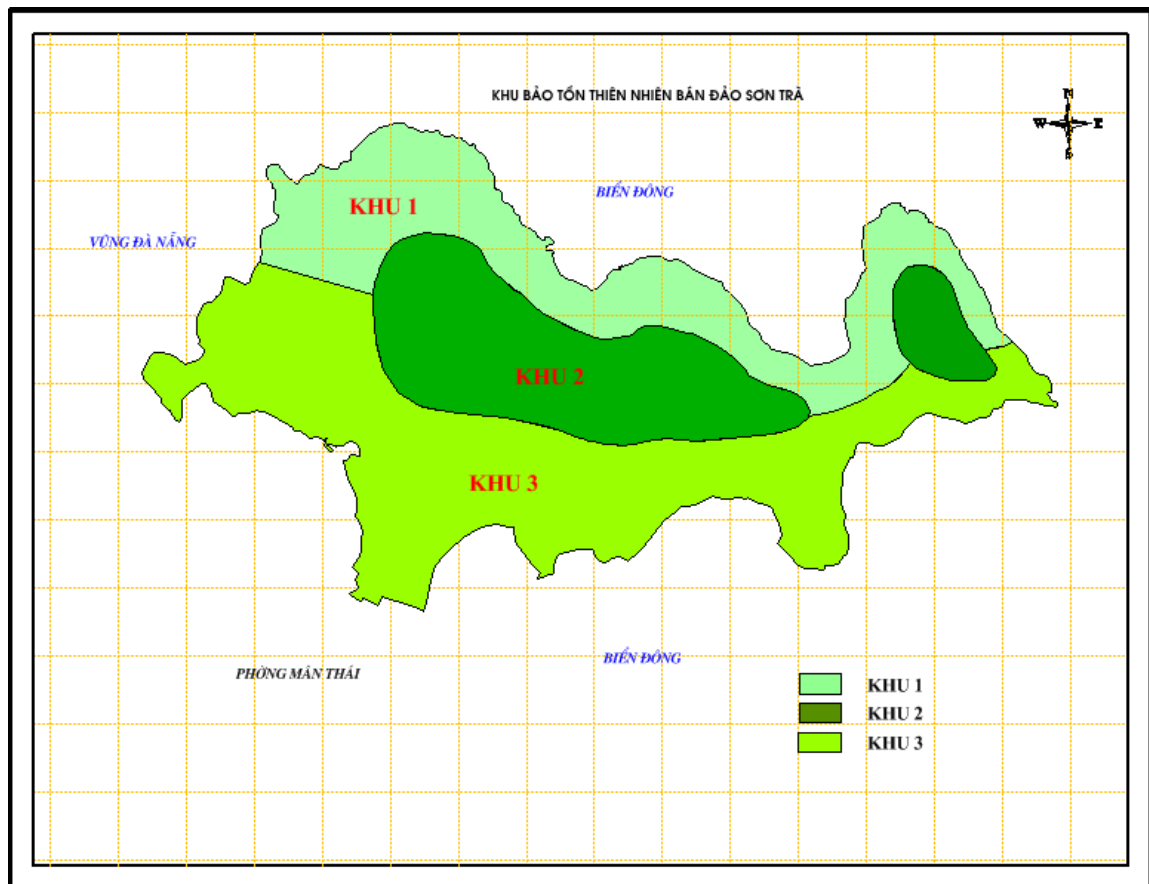 KHU BẢO TỒN THIÊN NHIÊN BÁN ĐẢO SƠN TRÀ
N
W E
S
BIỂN ĐÔNG
KHU 1
VŨNG ĐÀ NẴNG
KHU 2
KHU 3
BIỂN ĐÔNG
PHỜNG MÂN THÁI
KHU 1
KHU 2
KHU 3